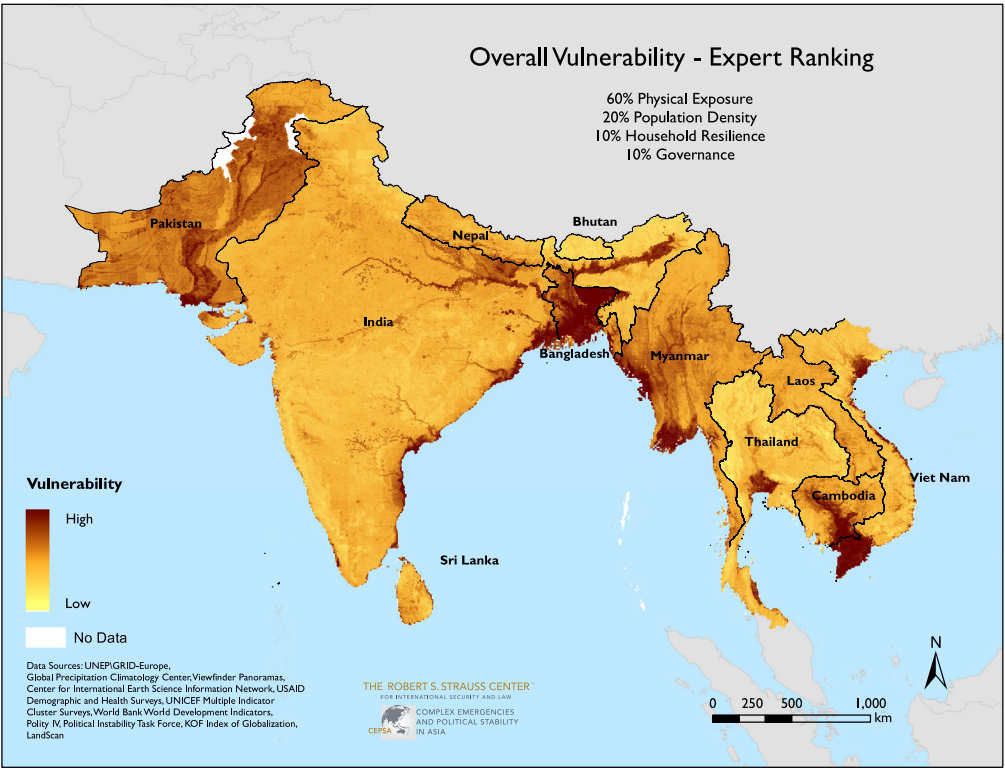 Overall Vulnerability - Expert Ranking
60% Physical Exposure
20% Population Density
10% Household Resilience
10% Governance
Pakistan
Nepal
Bhutan
India
Bangladesh
Myanmar
Laos
Thailand
Viet Nam
Cambodia
Sri Lanka
Vulnerability
High
Low
No Data
Data Sources: UNEP\GRID-Europe,
Global Precipitation Climatology Center, Viewfinder Panoramas,
Center for International Earth Science Information Network, USAID
Demographic and Health Surveys, UNICEF Multiple Indicator
Cluster Surveys, World Bank World Development Indicators,
Polity IV, Political Instability Task Force, KOF Index of Globalization,
LandScan
THE ROBERT S. STRAUSS CENTER™
FOR INTERNATIONAL SECURITY AND LAW
CEPSA
COMPLEX EMERGENCIES
AND POLITICAL STABILITY
IN ASIA
N
0 250 500 1,000
km